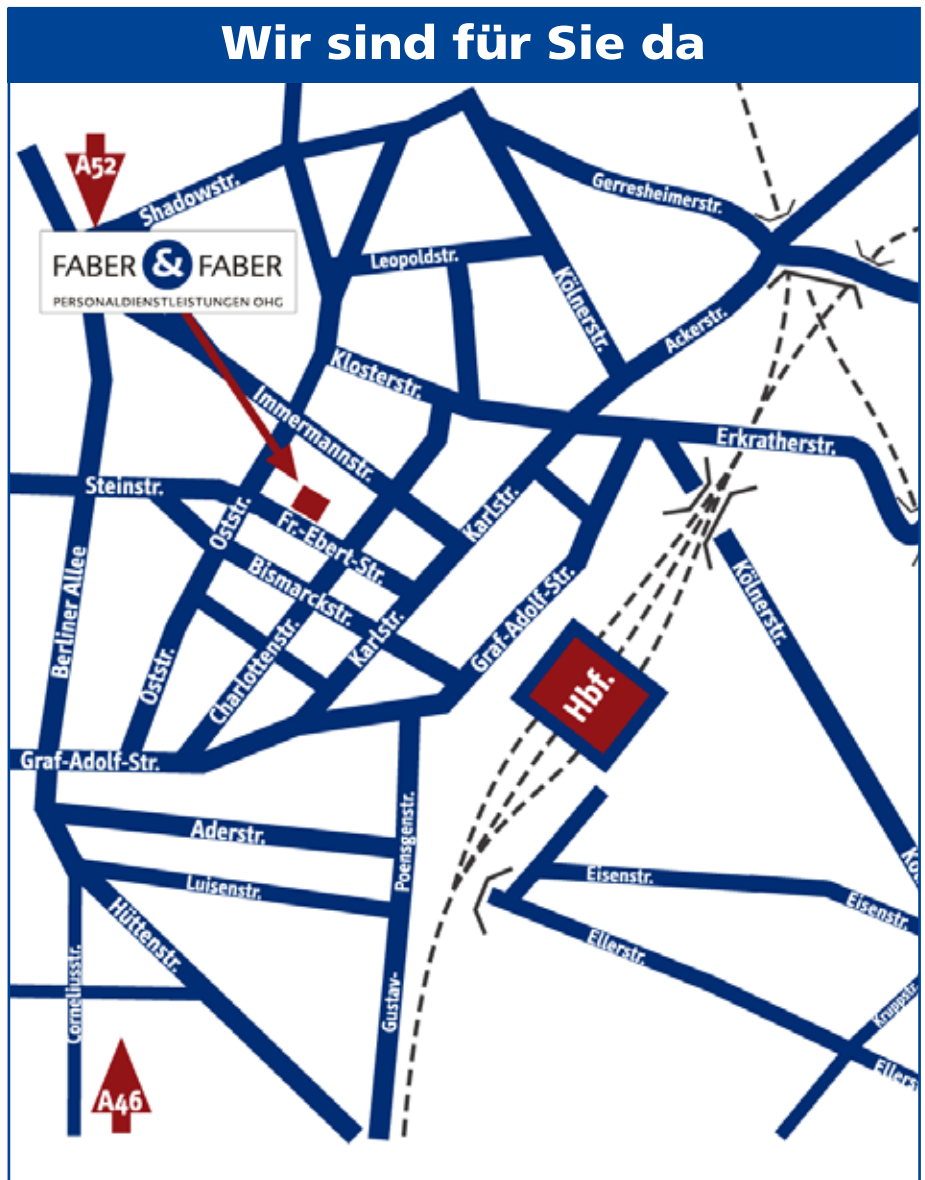 Wir sind für Sie da
A52
Shadowstr.
Gerresheimerstr.
FABER & FABER
PERSONALDIENSTLEISTUNGEN OHG
Leopoldstr.
Kölnerstr.
Ackerstr.
Klosterstr.
Immermannstr.
Erkratherstr.
Steinstr.
Oststr.
Karlstr.
Fr.-Ebert-Str.
Bismarckstr.
Berliner Allee
Kölnerstr.
Graf-Adolf-Str.
Karlstr.
Charlottenstr.
Oststr.
Hbf.
Graf-Adolf-Str.
Aderstr.
Poensgenstr.
Gustav-
Luisenstr.
Eisenstr.
Eisenstr.
Hüttenstr.
Ellerstr.
Corneliusstr.
Kruppstr.
A46